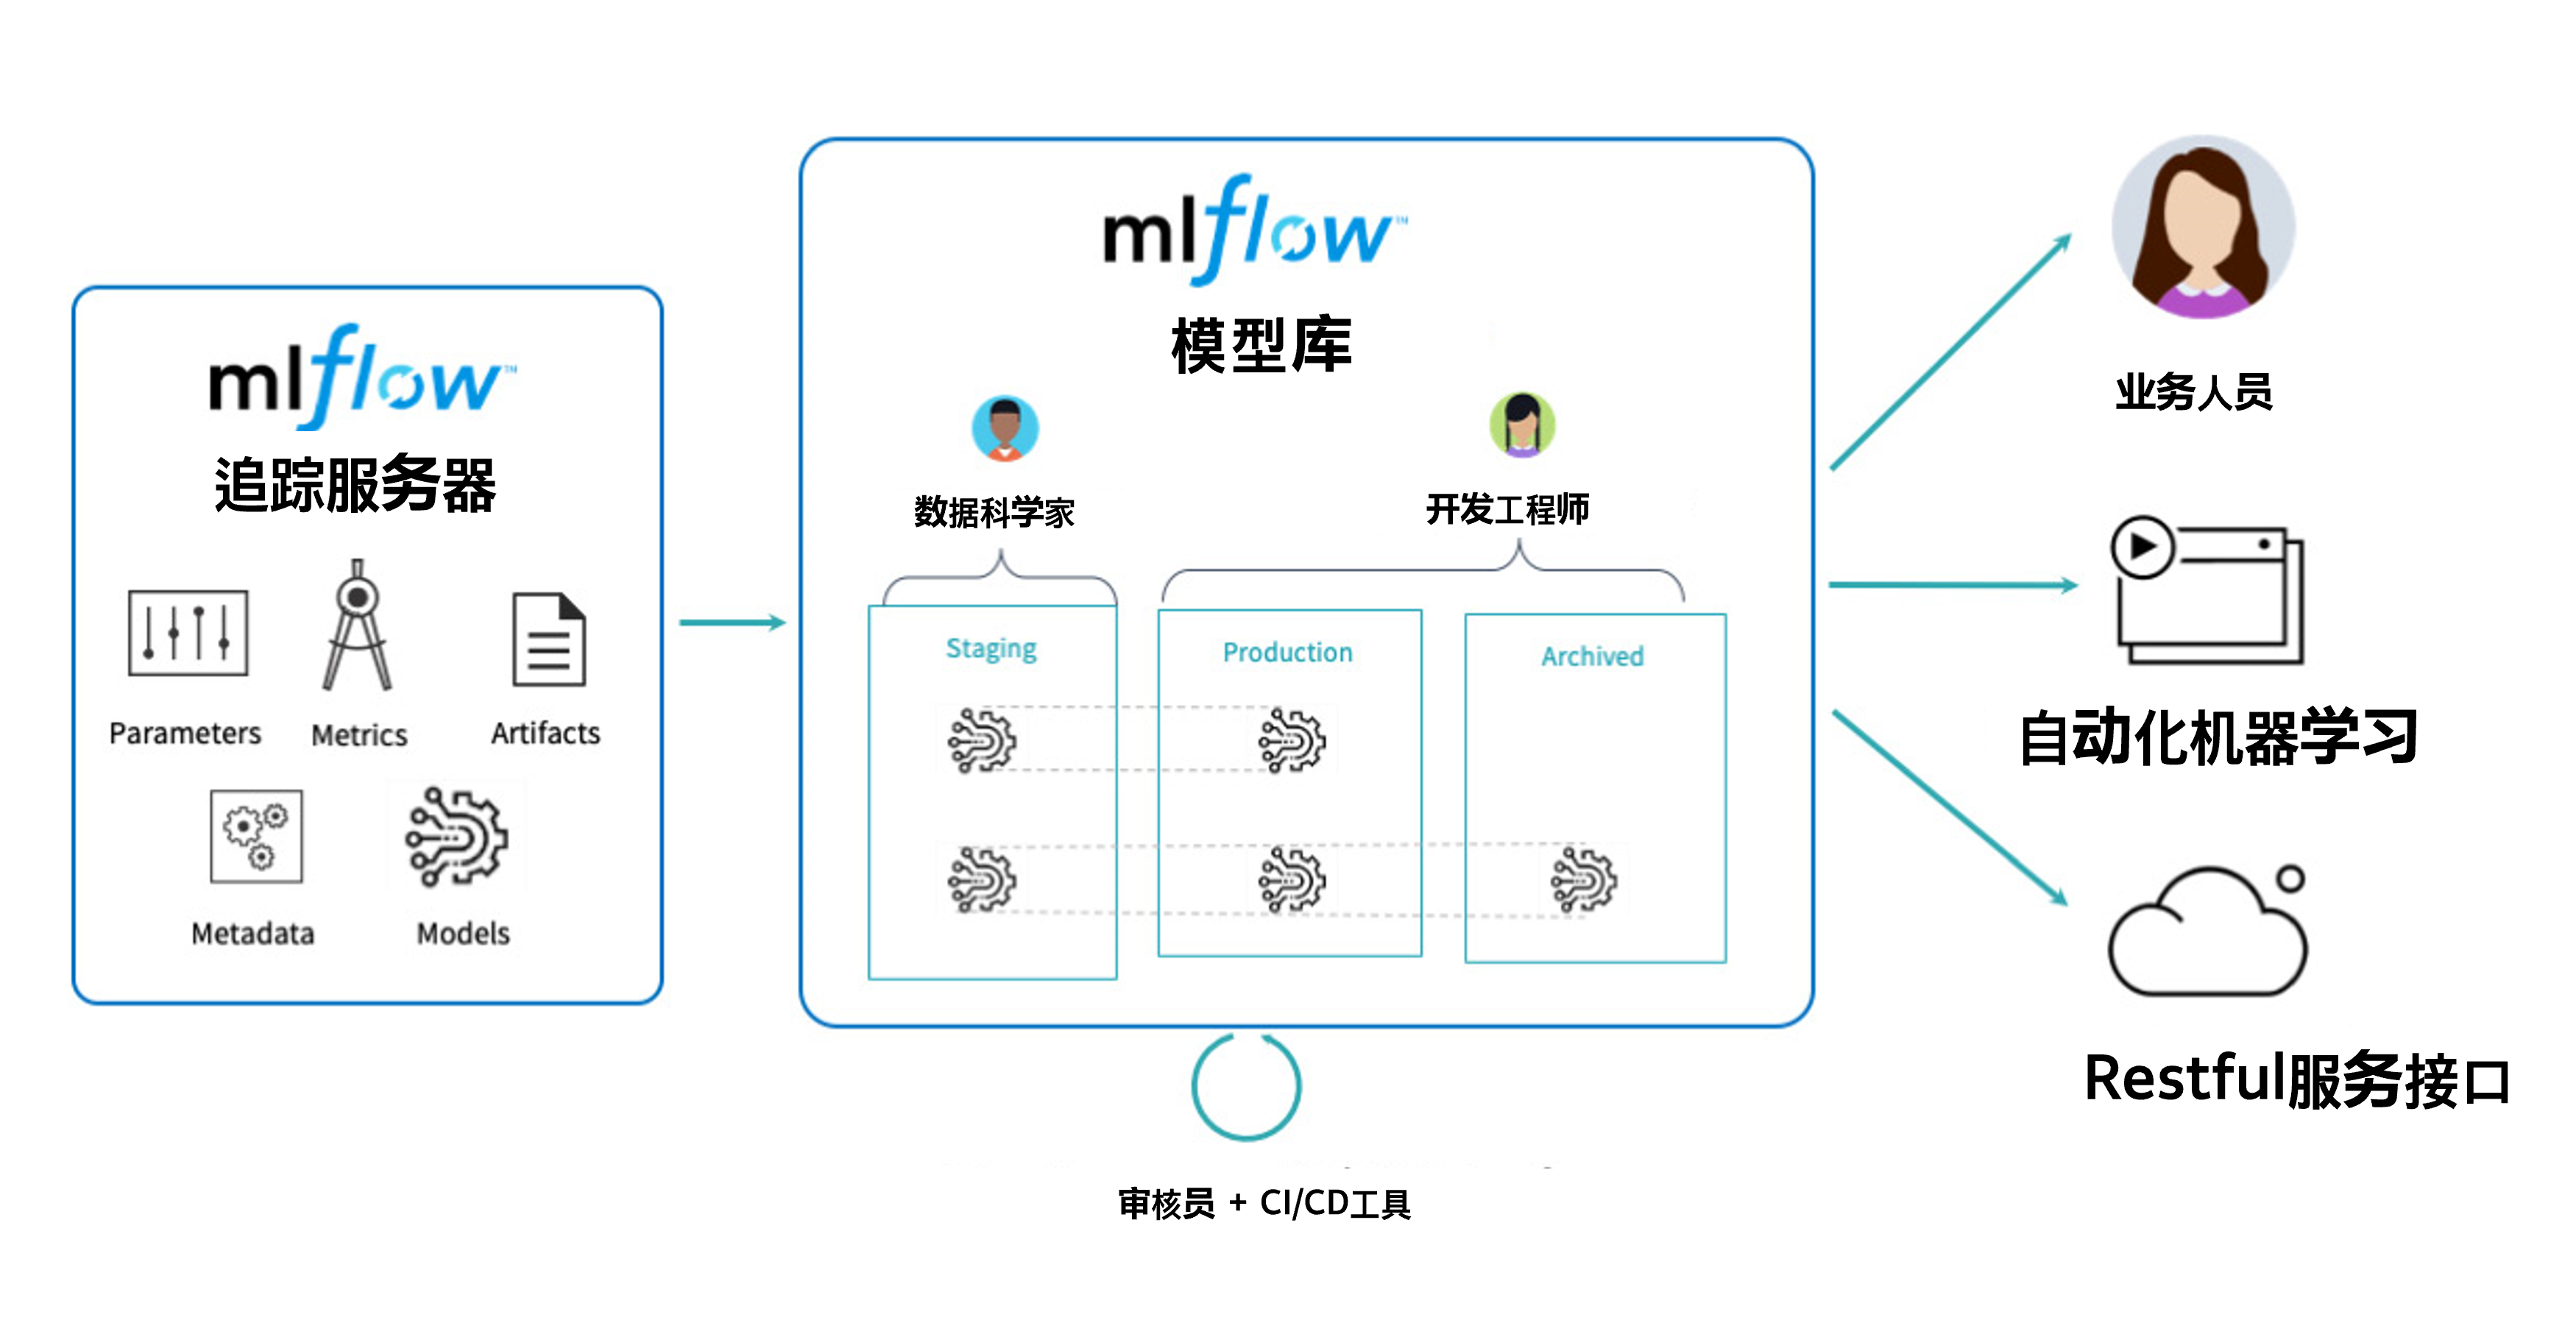 mlflow™
追踪服务器
Parameters
Metrics
Artifacts
Metadata
Models
mlflow™
模型库
数据科学家
开发工程师
Staging
Production
Archived
审核员 + CI/CD工具
业务人员
自动化机器学习
Restful服务接口